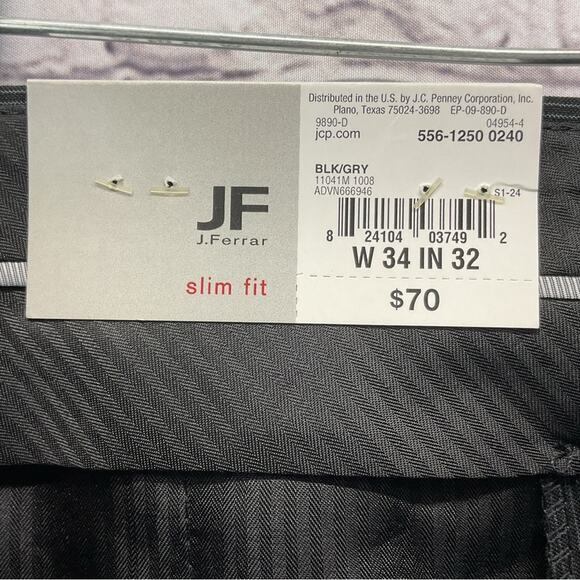 JF
J.Ferrar
slim fit
Distributed in the U.S. by J.C. Penney Corporation, Inc.
Plano, Texas 75024-3698 EP-09-890-D
9890-D 04954-4
jcp.com 556-1250 0240
BLK/GRY
11041M 1008
ADVN666946 S1-24
8 24104 03749 2
W 34 IN 32
$70